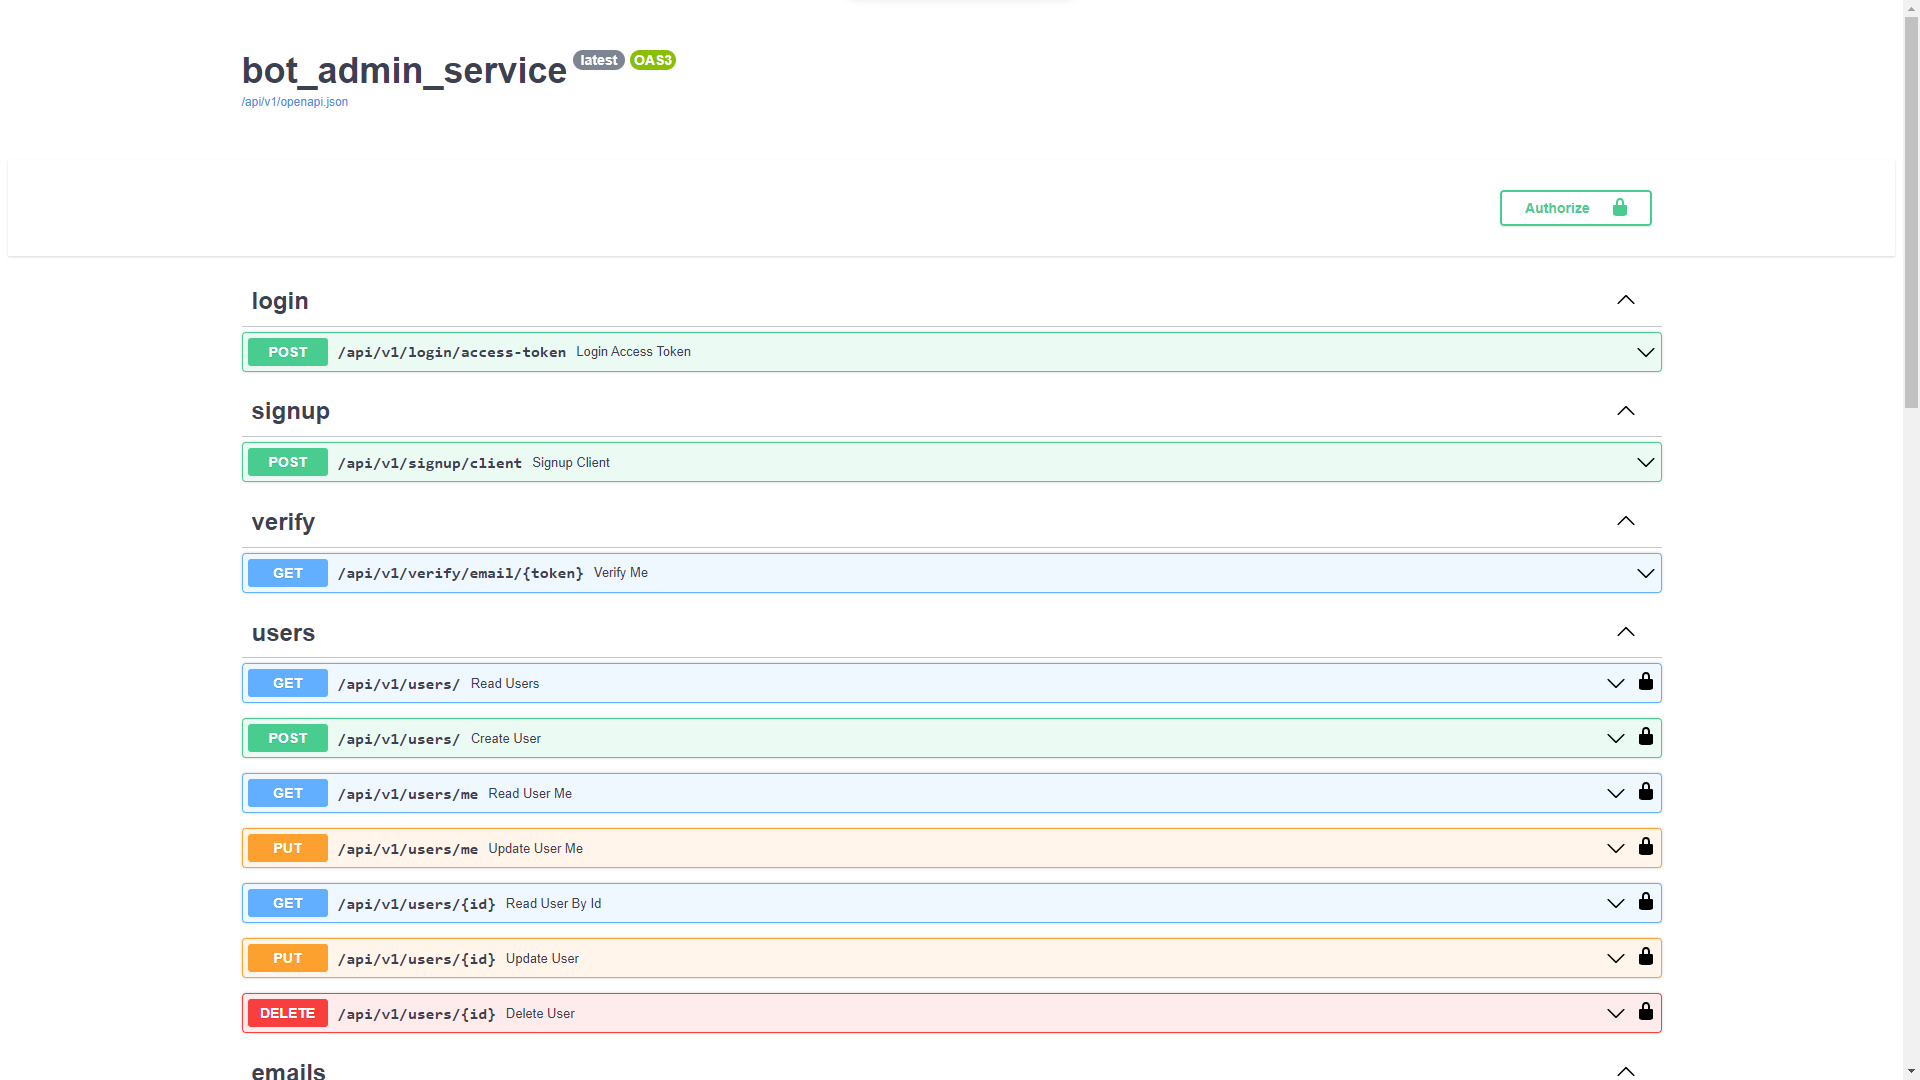 bot_admin_service latest OAS3
/api/v1/openapi.json
Authorize
login
POST /api/v1/login/access-token Login Access Token
signup
POST /api/v1/signup/client Signup Client
verify
GET /api/v1/verify/email/{token} Verify Me
users
GET /api/v1/users/ Read Users
POST /api/v1/users/ Create User
GET /api/v1/users/me Read User Me
PUT /api/v1/users/me Update User Me
GET /api/v1/users/{id} Read User By Id
PUT /api/v1/users/{id} Update User
DELETE /api/v1/users/{id} Delete User
emails